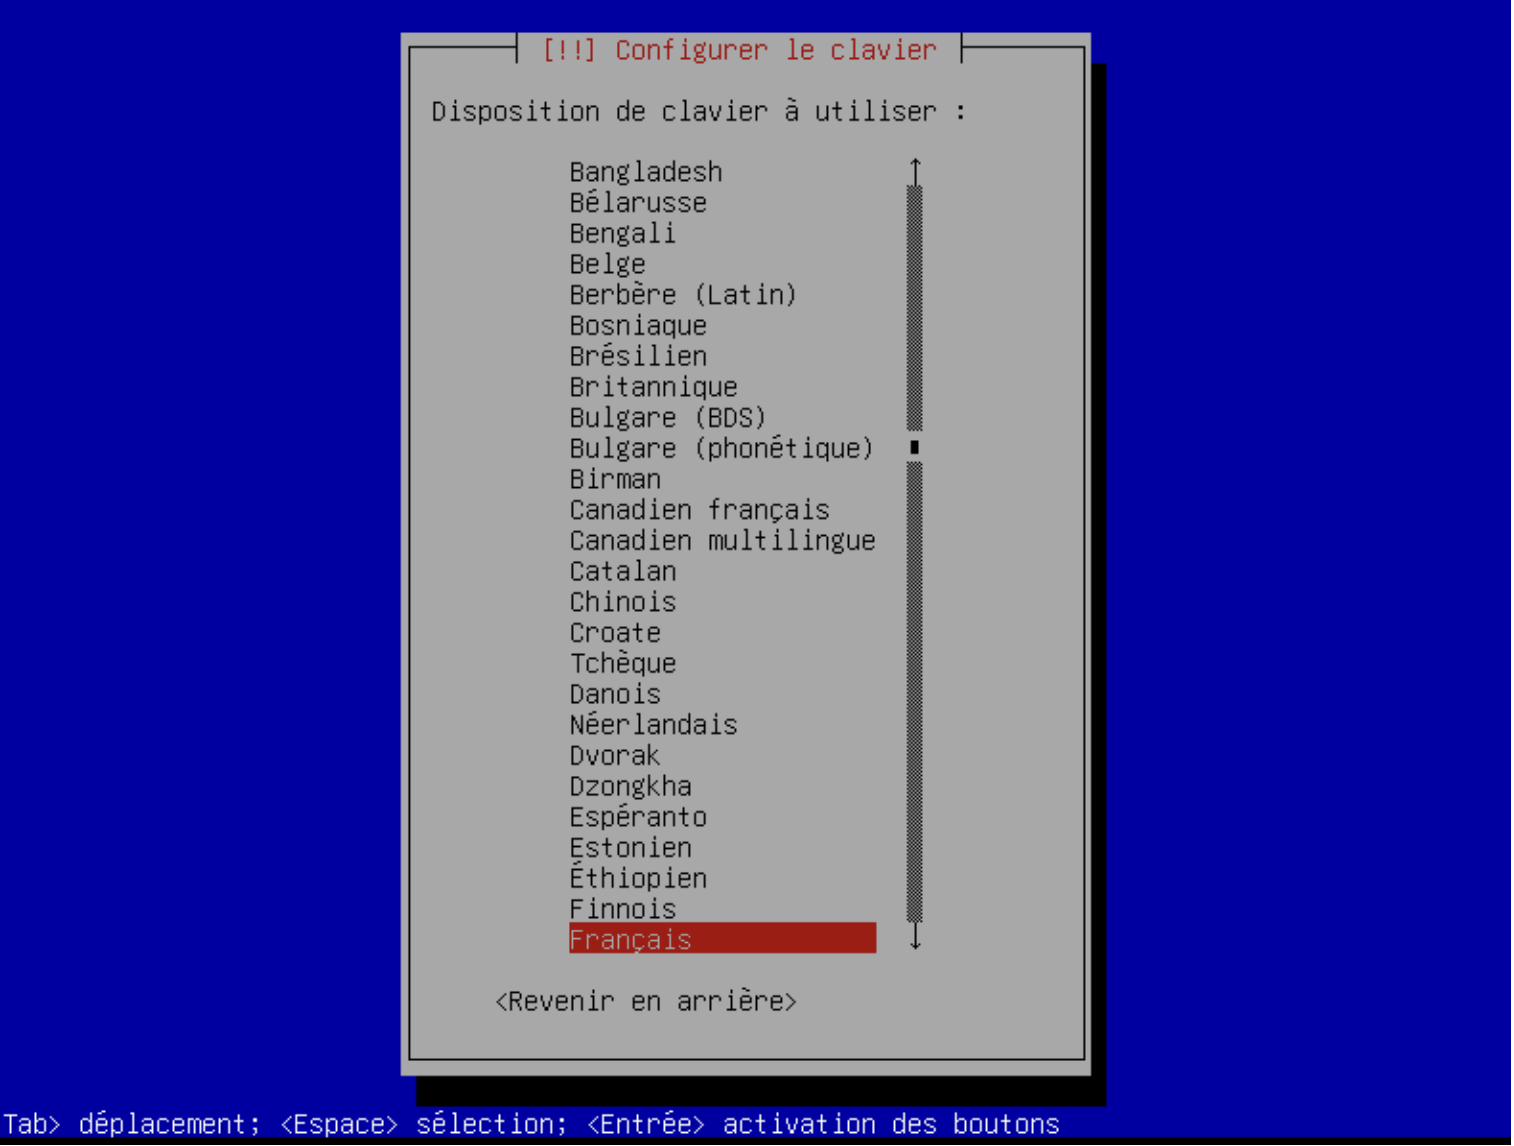 [!!] Configurer le clavier
Disposition de clavier à utiliser :
Bangladesh
Bélarusse
Bengali
Belge
Berbère (Latin)
Bosniaque
Brésilien
Britannique
Bulgare (BDS)
Bulgare (phonétique)
Birman
Canadien français
Canadien multilingue
Catalan
Chinois
Croate
Tchèque
Danois
Néerlandais
Dvorak
Dzongkha
Espéranto
Estonien
Éthiopien
Finnois
Français
<Revenir en arrière>
Tab> déplacement; <Espace> sélection; <Entrée> activation des boutons